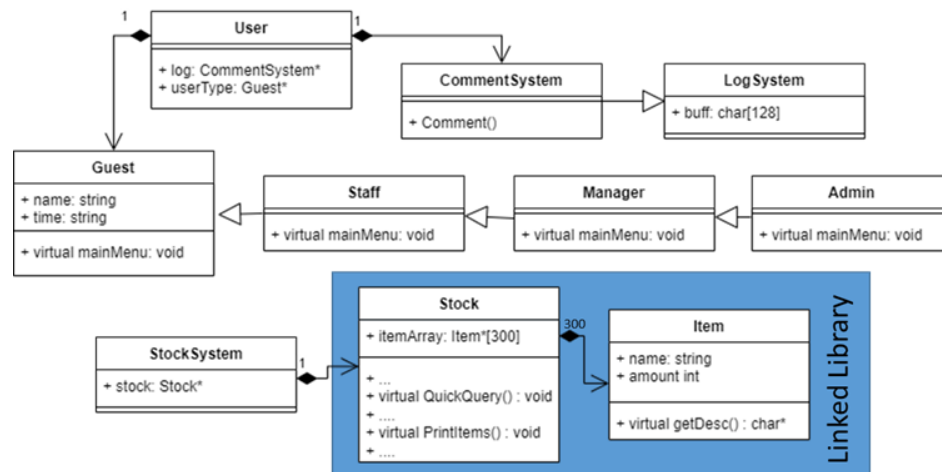 1
User
1
+ log: CommentSystem*
+ userType: Guest*
CommentSystem
+ Comment()
LogSystem
+ buff: char[128]
Guest
+ name: string
+ time: string
+ virtual mainMenu: void
Staff
+ virtual mainMenu: void
Manager
+ virtual mainMenu: void
Admin
+ virtual mainMenu: void
StockSystem
+ stock: Stock*
1
Stock
+ itemArray: Item*[300]
+ ...
+ virtual QuickQuery() : void
+ ....
+ virtual PrintItems() : void
+ ....
300
Item
+ name: string
+ amount int
+ virtual getDesc() : char*
Linked Library